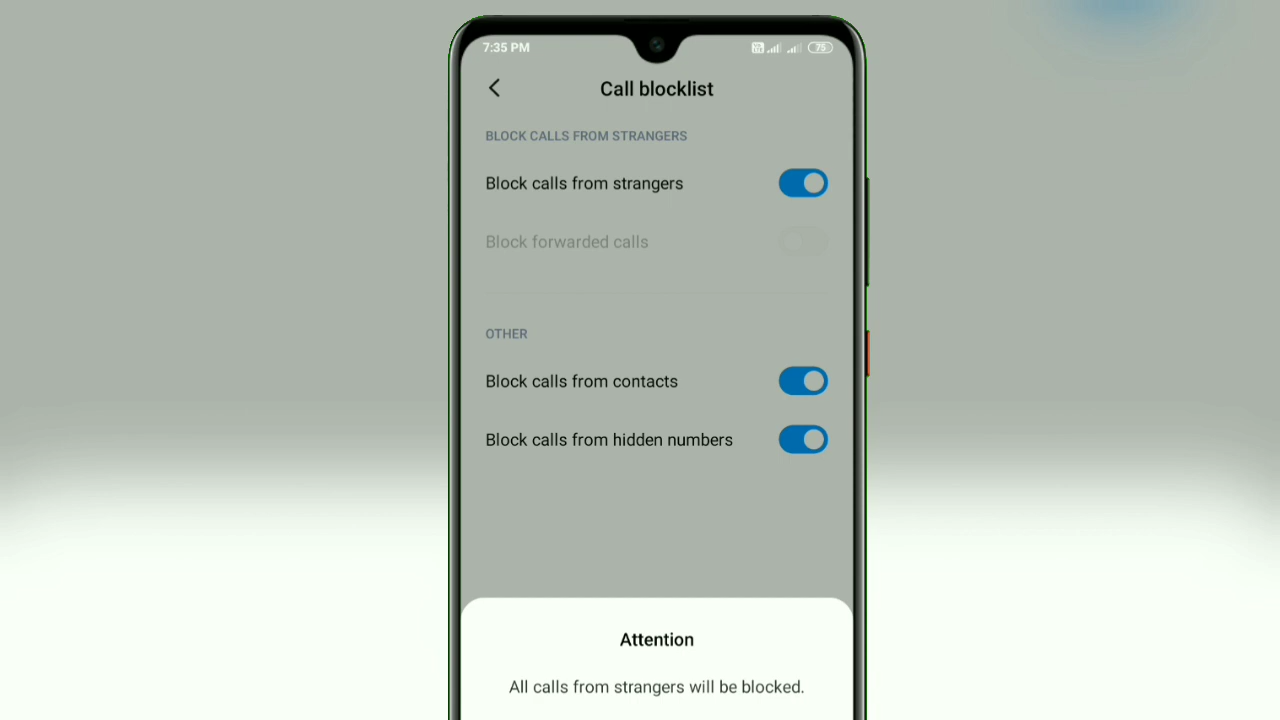 7:35 PM
75
Call blocklist
BLOCK CALLS FROM STRANGERS
Block calls from strangers
Block forwarded calls
OTHER
Block calls from contacts
Block calls from hidden numbers
Attention
All calls from strangers will be blocked.